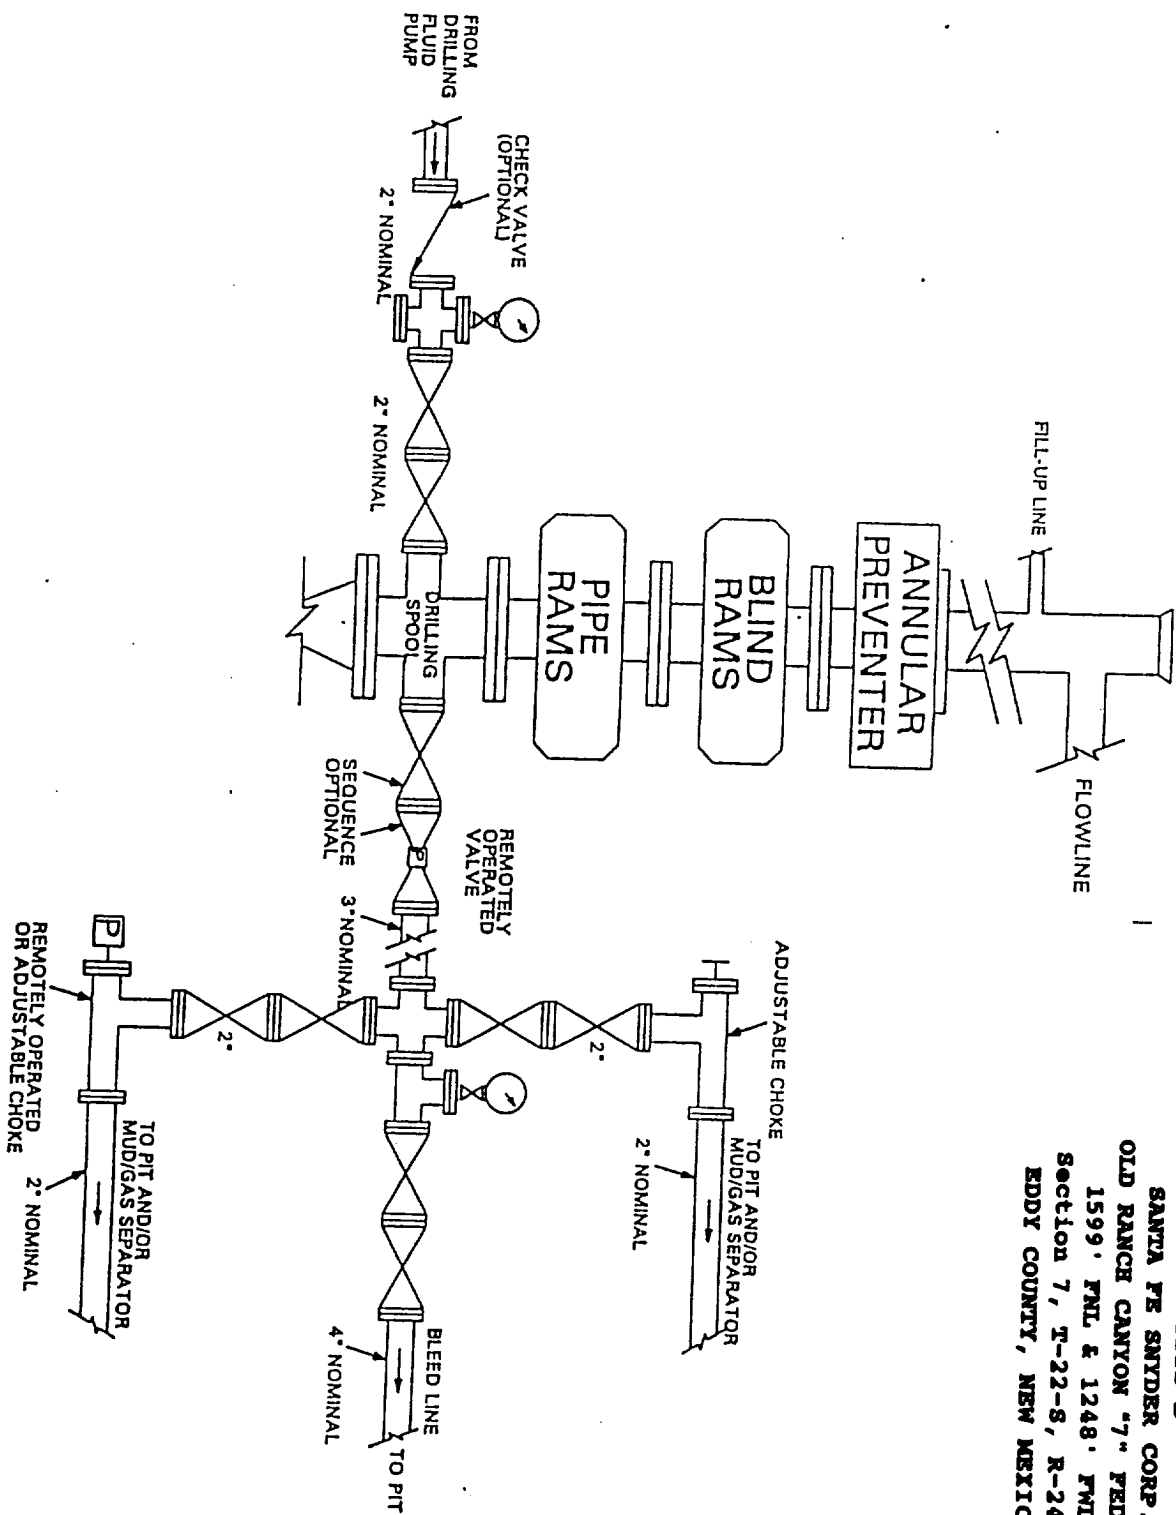 SANTA FE SNYDER CORP.
OLD RANCH CANYON "7" FED
1599' FNL & 1248' FWL
Section 7, T-22-S, R-24
EDDY COUNTY, NEW MEXIC
FILL-UP LINE
FLOWLINE
ANNULAR
PREVENTER
BLIND
RAMS
PIPE
RAMS
DRILLING
SPOOL
FROM
DRILLING
FLUID
PUMP
CHECK VALVE
(OPTIONAL)
2" NOMINAL
2" NOMINAL
SEQUENCE
OPTIONAL
REMOTELY
OPERATED
VALVE
P
3" NOMINAL
ADJUSTABLE CHOKE
2"
TO PIT AND/OR
MUD/GAS SEPARATOR
2" NOMINAL
BLEED LINE
4" NOMINAL
TO PIT
2"
P
REMOTELY OPERATED
OR ADJUSTABLE CHOKE
TO PIT AND/OR
MUD/GAS SEPARATOR
2" NOMINAL